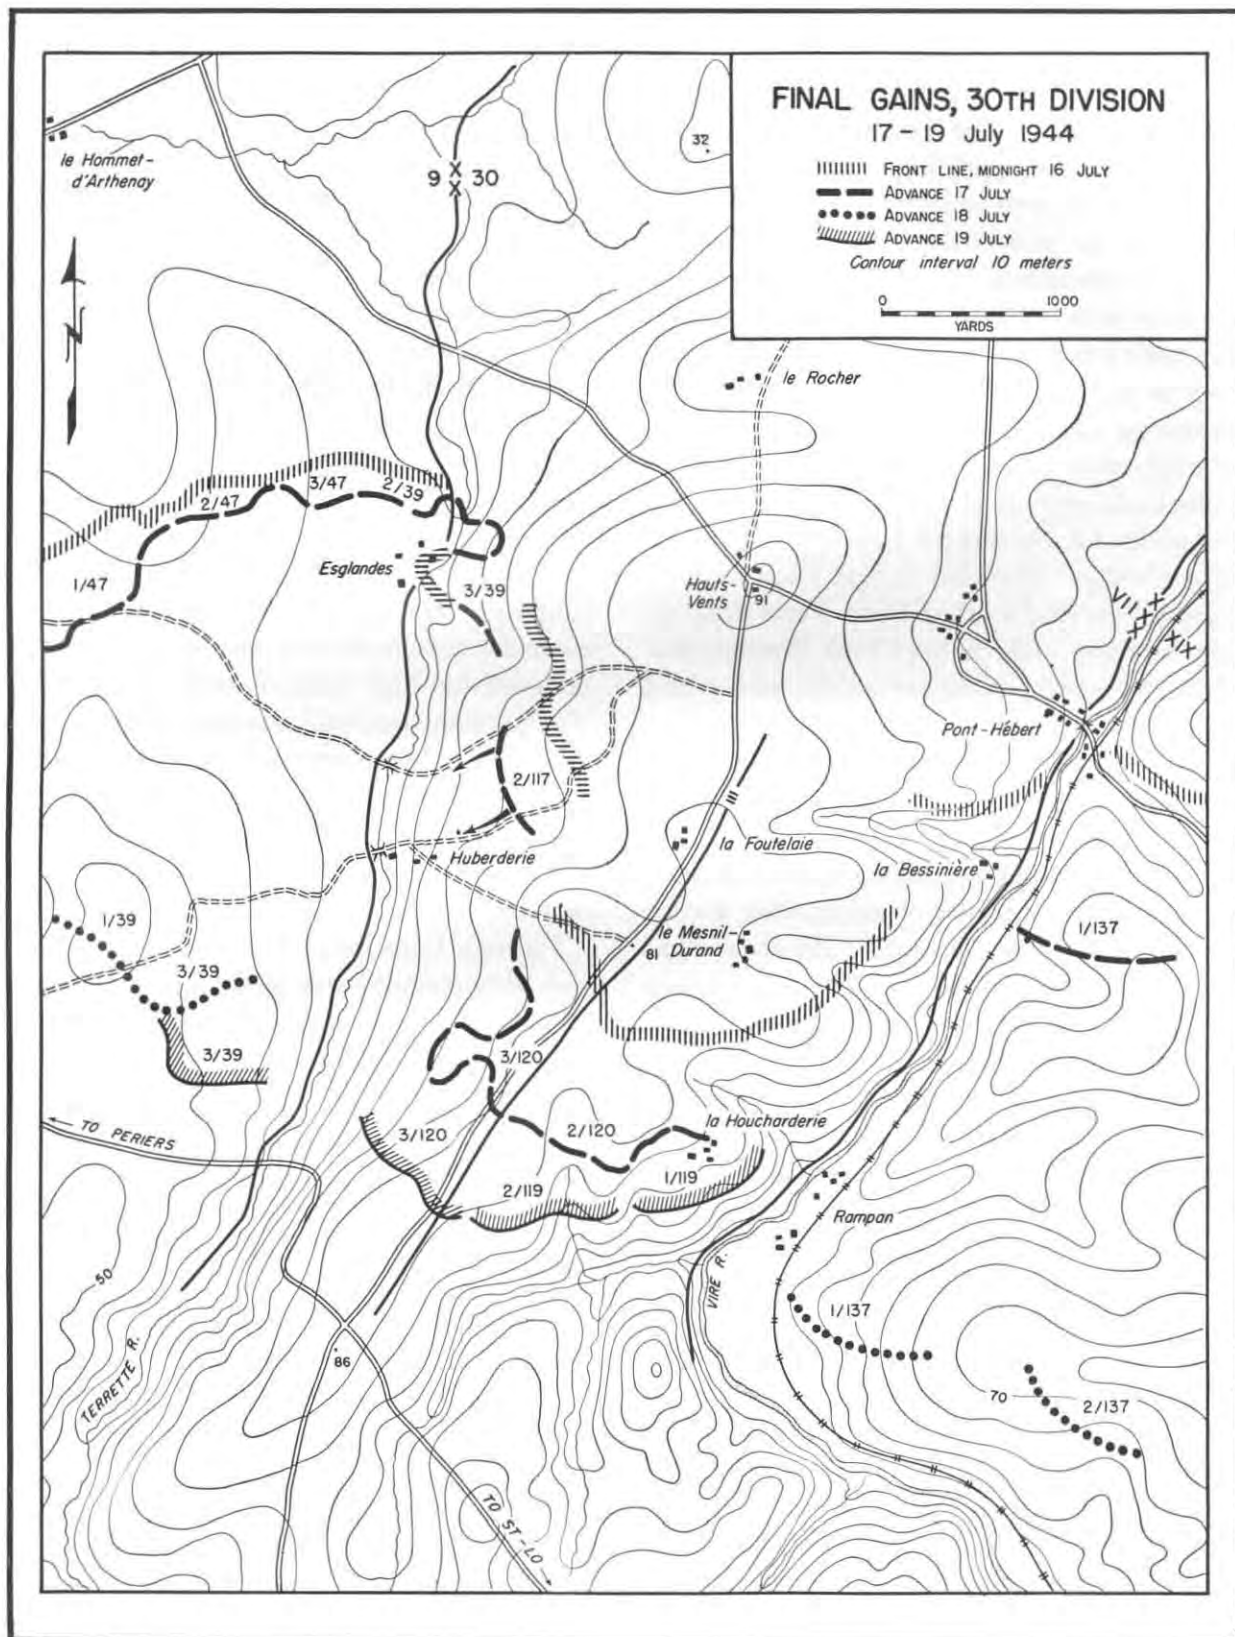 FINAL GAINS, 30TH DIVISION
17 – 19 July 1944
FRONT LINE, MIDNIGHT 16 JULY
ADVANCE 17 JULY
ADVANCE 18 JULY
ADVANCE 19 JULY
Contour interval 10 meters
0 1000
YARDS
le Hommet-
d'Arthenay
9 XX 30
32
N
le Rocher
3/47
2/39
2/47
1/47
Esglandes
3/39
Hauts-
Vents
91
VII XXX XIX
Pont-Hébert
2/117
III
la Foutelaie
Huberderie
la Bessinière
1/39
le Mesnil-
Durand
81
1/137
3/39
3/39
3/120
TO PERIERS
3/120
2/120
la Houcharderie
2/119
1/119
Rampan
50
VIRE R.
1/137
TERRETTE R.
86
70
2/137
TO ST-LO